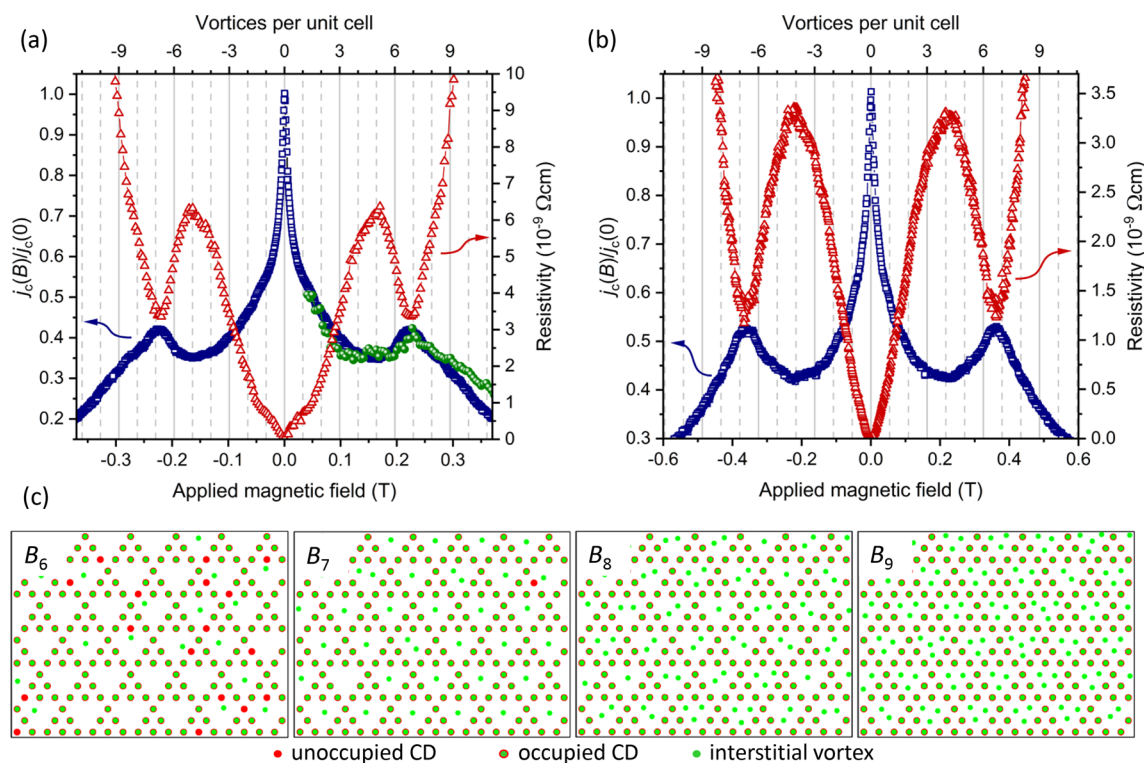 (a)
Vortices per unit cell
-9 -6 -3 0 3 6 9
1.0
0.9
0.8
0.7
0.6
0.5
0.4
0.3
0.2
jc(B)/jc(0)
10
9
8
7
6
5
4
3
2
1
0
Resistivity (10⁻⁹ Ωcm)
-0.3 -0.2 -0.1 0.0 0.1 0.2 0.3
Applied magnetic field (T)
(b)
Vortices per unit cell
-9 -6 -3 0 3 6 9
1.0
0.9
0.8
0.7
0.6
0.5
0.4
0.3
jc(B)/jc(0)
3.5
3.0
2.5
2.0
1.5
1.0
0.5
0.0
Resistivity (10⁻⁹ Ωcm)
-0.6 -0.4 -0.2 0.0 0.2 0.4 0.6
Applied magnetic field (T)
(c)
B₆ B₇ B₈ B₉
unoccupied CD occupied CD interstitial vortex